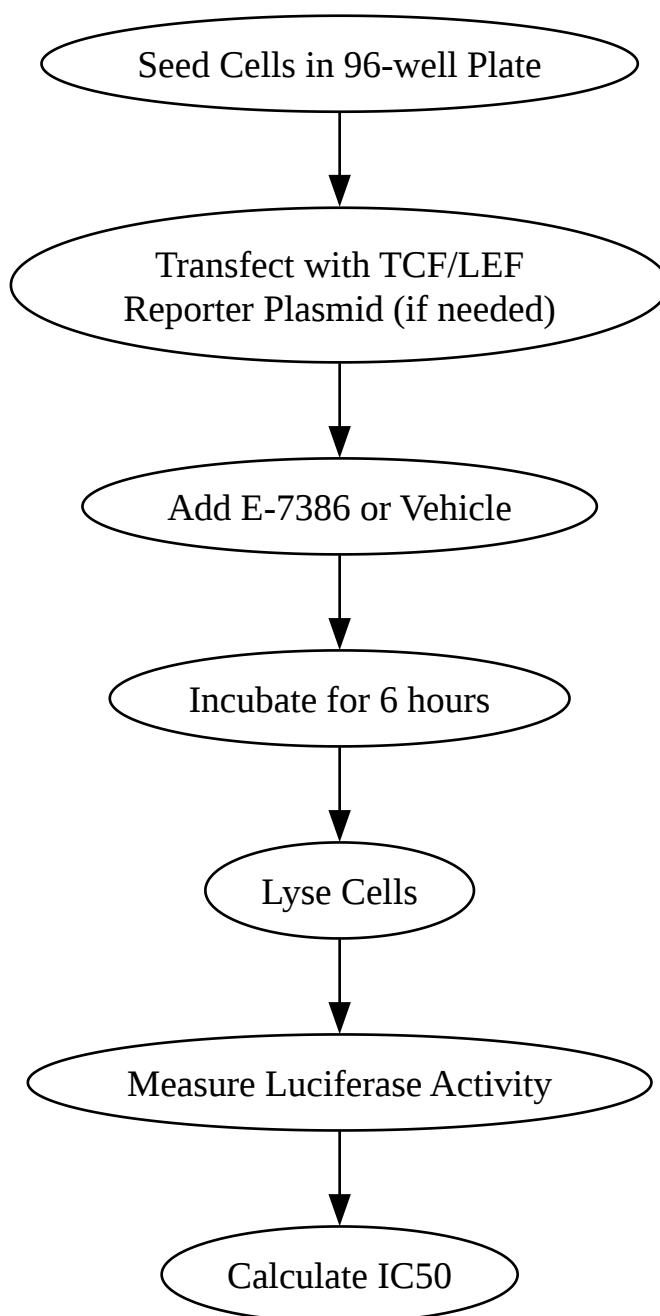 Seed Cells in 96-well Plate
Transfect with TCF/LEF
Reporter Plasmid (if needed)
Add E-7386 or Vehicle
Incubate for 6 hours
Lyse Cells
Measure Luciferase Activity
Calculate IC50